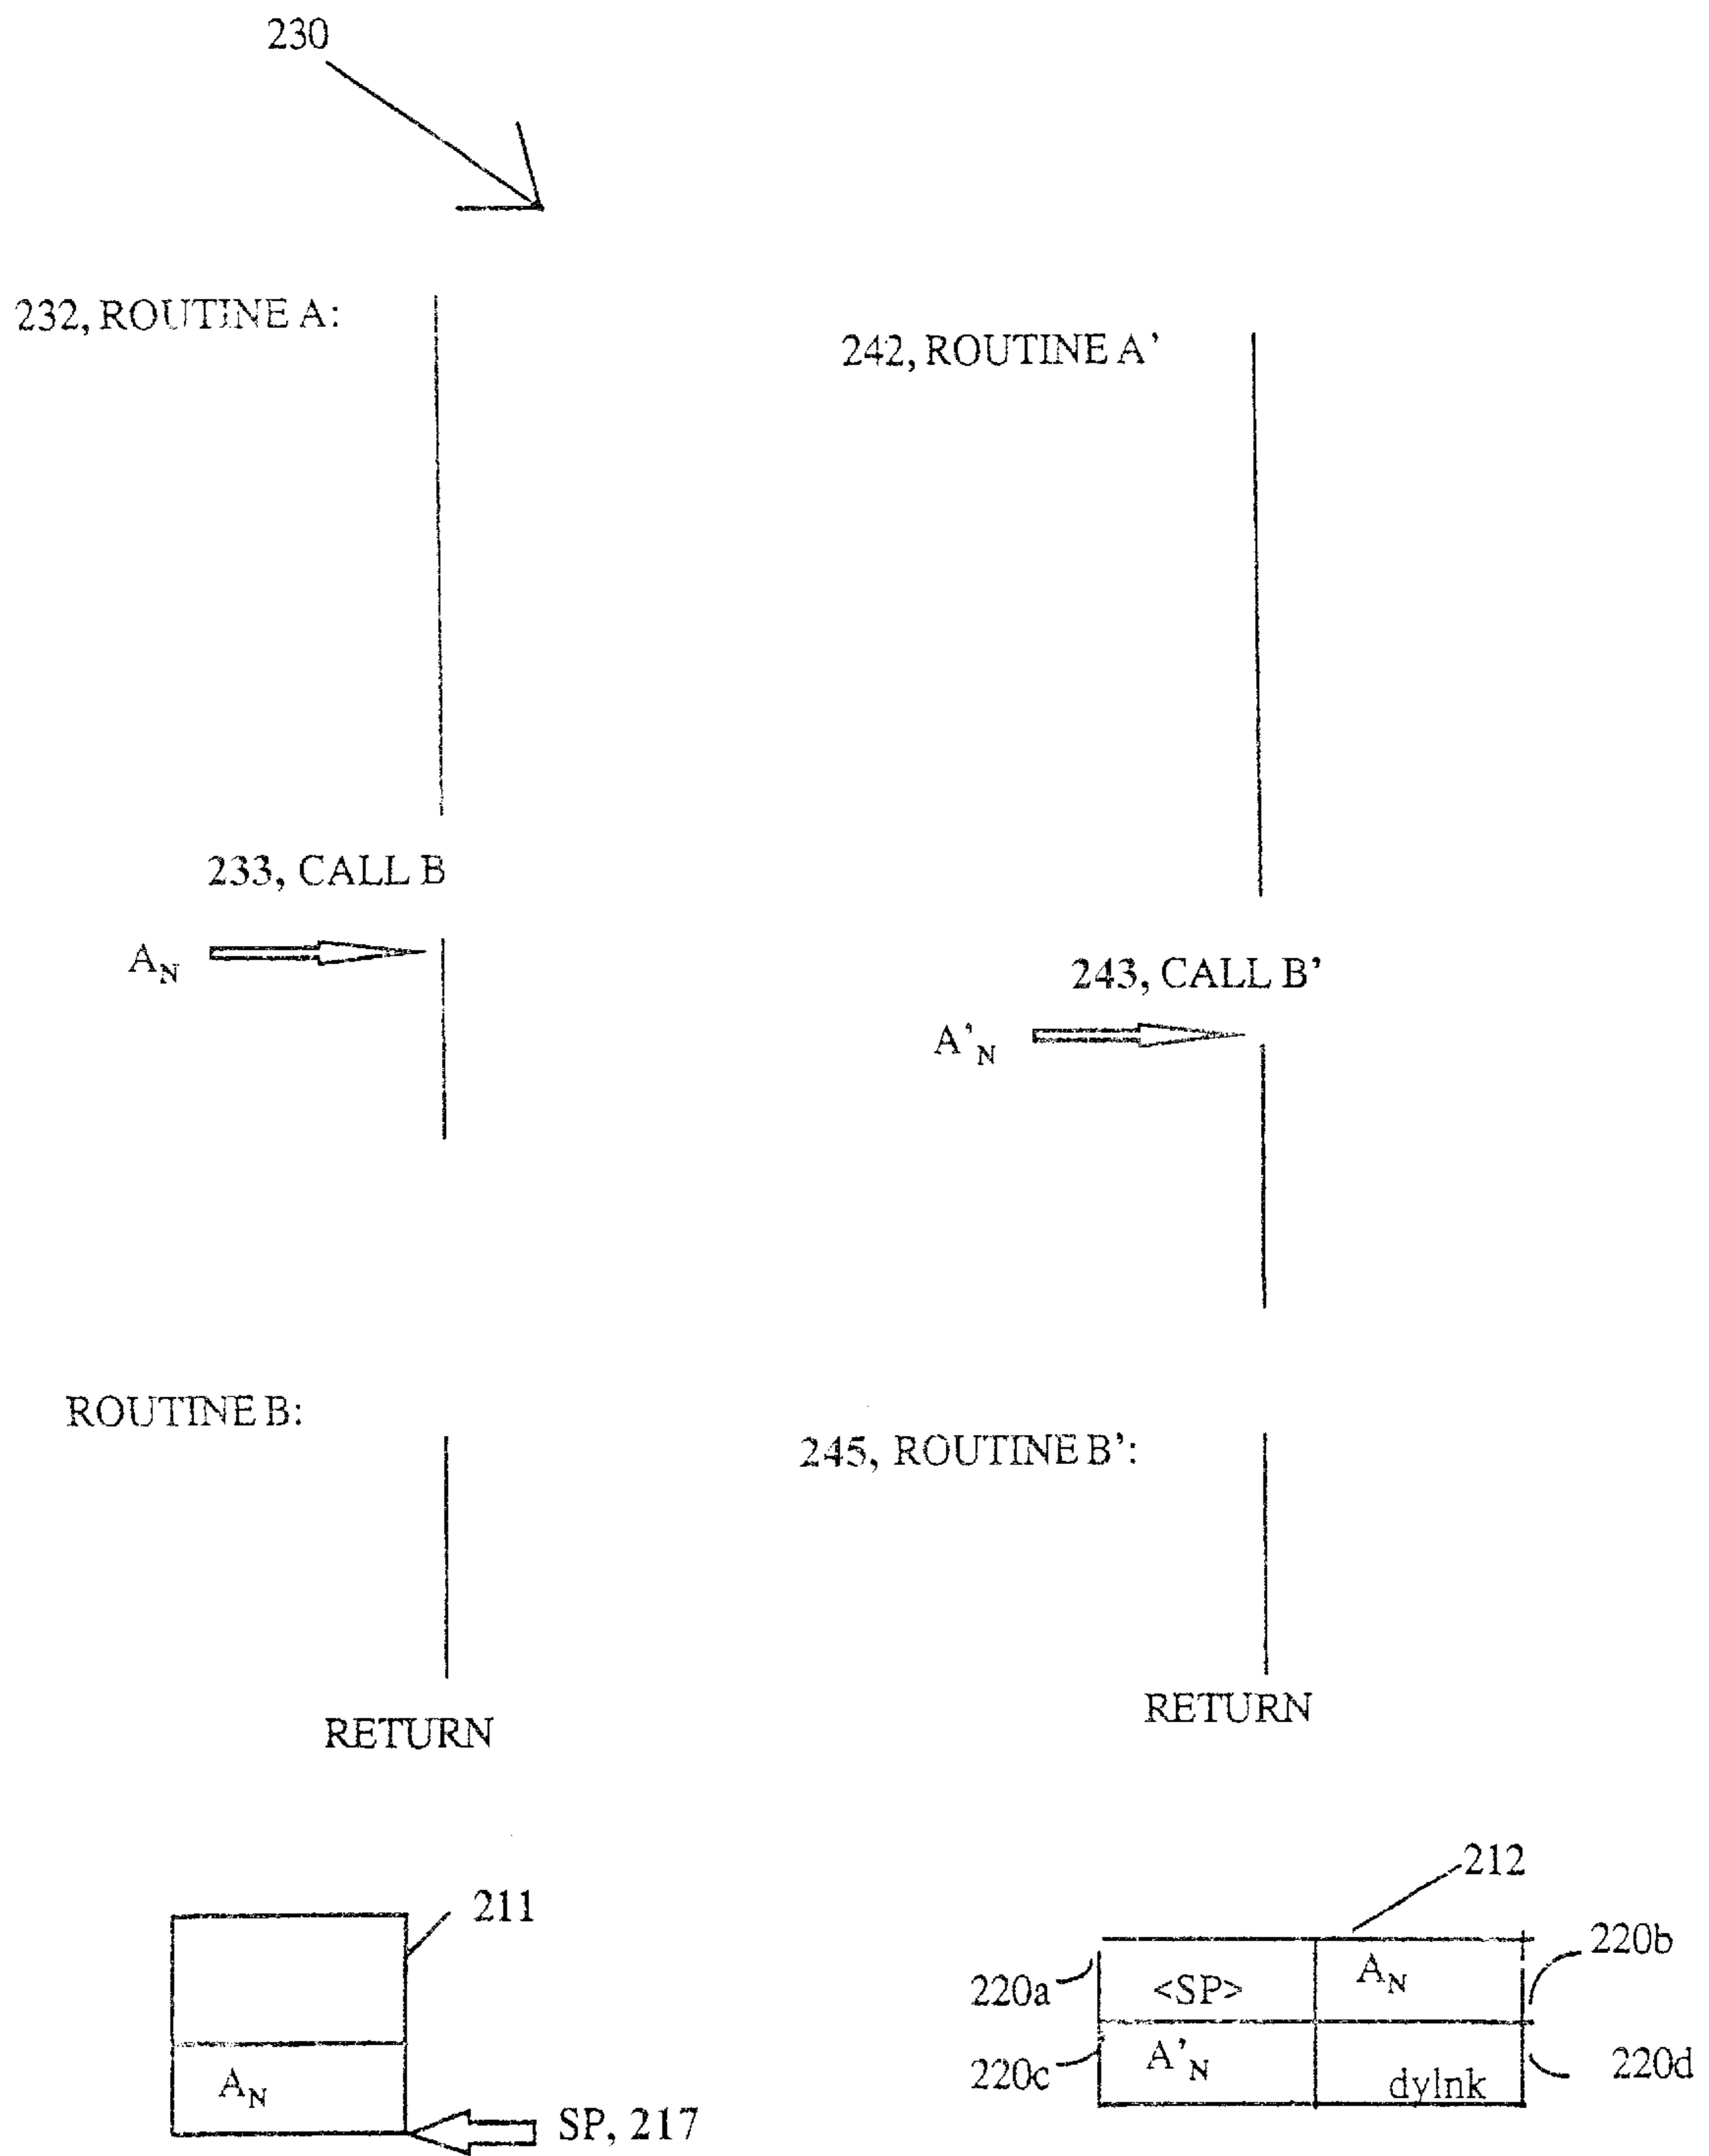 230
232, ROUTINE A:
242, ROUTINE A'
233, CALL B
A_N
243, CALL B'
A'_N
ROUTINE B:
245, ROUTINE B':
RETURN
RETURN
211
212
220a
<SP>
A_N
220b
220c
A'_N
dylnk
220d
A_N
SP, 217